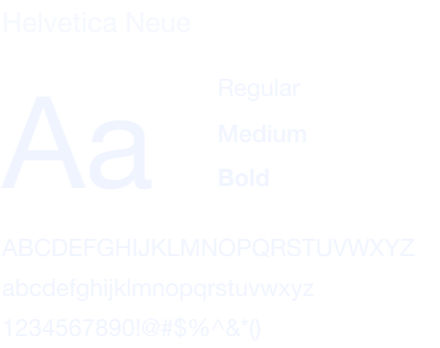 Helvetica Neue
Aa
Regular
Medium
Bold
ABCDEFGHIJKLMNOPQRSTUVWXYZ
abcdefghijklmnopqrstuvwxyz
1234567890!@#$%^&*()